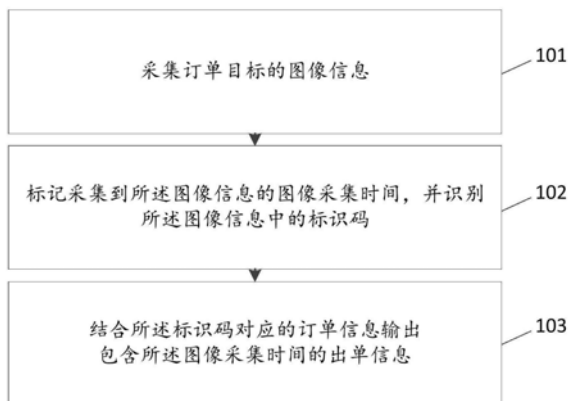 采集订单目标的图像信息
101
标记采集到所述图像信息的图像采集时间，并识别
所述图像信息中的标识码
102
结合所述标识码对应的订单信息输出
包含所述图像采集时间的出单信息
103